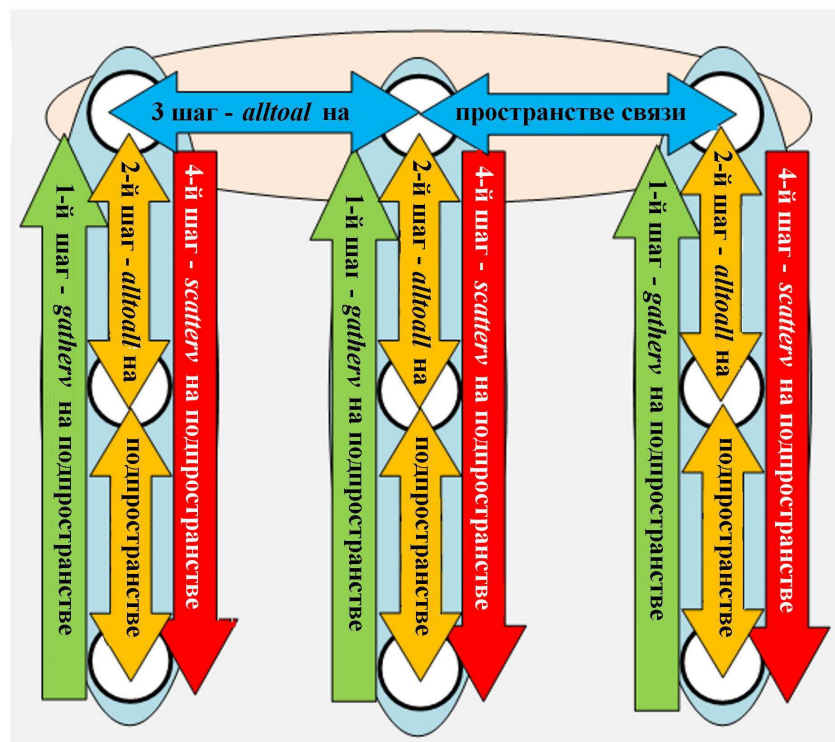 3 шаг - alltoal на
пространстве связи
1-й шаг - gatherv на подпространстве
2-й шаг - alltoall на
подпространстве
4-й шаг - scatterv на подпространстве
1-й шаг - gatherv на подпространстве
2-й шаг - alltoall на
подпространстве
4-й шаг - scatterv на подпространстве
1-й шаг - gatherv на подпространстве
2-й шаг - alltoall на
подпространстве
4-й шаг - scatterv на подпространстве